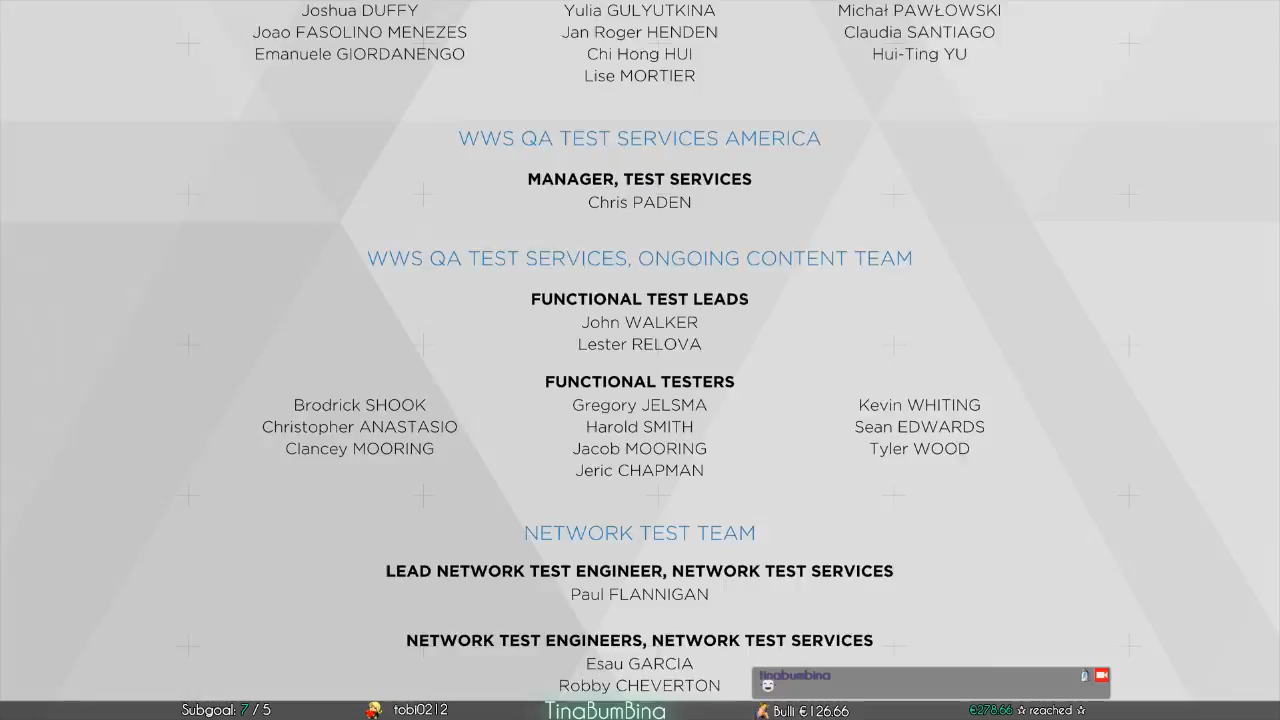 Joshua DUFFY Yulia GULYUTKINA Michał PAWŁOWSKI
Joao FASOLINO MENEZES Jan Roger HENDEN Claudia SANTIAGO
Emanuele GIORDANENGO Chi Hong HUI Hui-Ting YU
Lise MORTIER
WWS QA TEST SERVICES AMERICA
MANAGER, TEST SERVICES
Chris PADEN
WWS QA TEST SERVICES, ONGOING CONTENT TEAM
FUNCTIONAL TEST LEADS
John WALKER
Lester RELOVA
FUNCTIONAL TESTERS
Brodrick SHOOK Gregory JELSMA Kevin WHITING
Christopher ANASTASIO Harold SMITH Sean EDWARDS
Clancey MOORING Jacob MOORING Tyler WOOD
Jeric CHAPMAN
NETWORK TEST TEAM
LEAD NETWORK TEST ENGINEER, NETWORK TEST SERVICES
Paul FLANNIGAN
NETWORK TEST ENGINEERS, NETWORK TEST SERVICES
Esau GARCIA
Robby CHEVERTON
tinabumbina
Subgoal: 7 / 5 tobi0212 TinaBumBina Bulli €126.66 €278.66 ☆ reached ☆